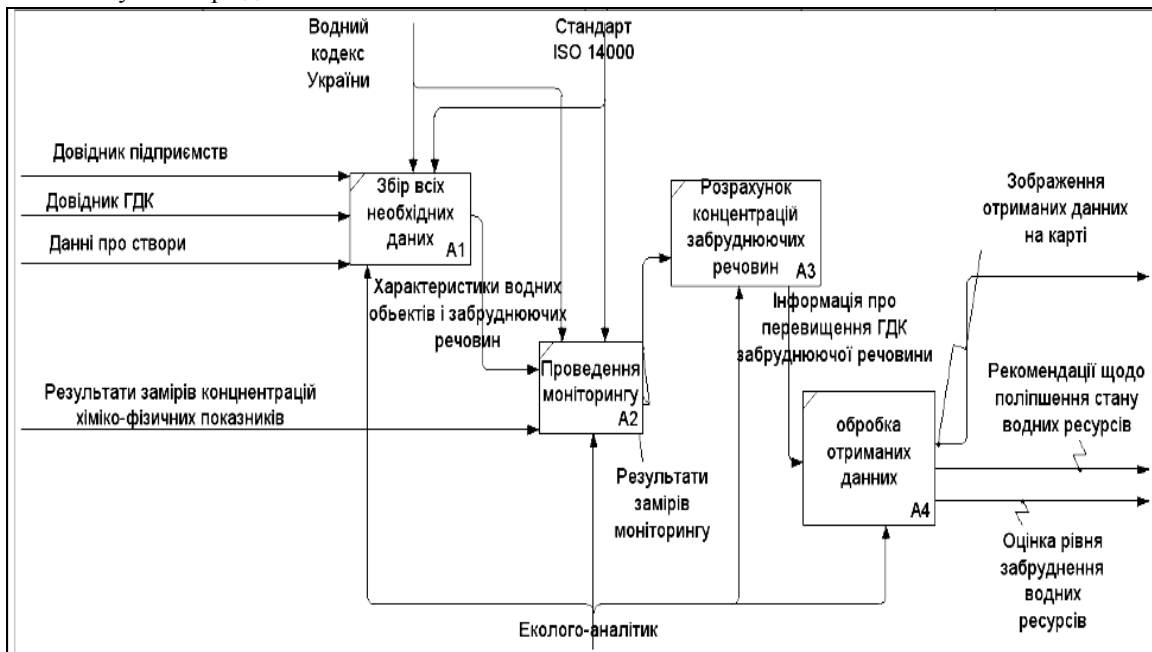 Водний
кодекс
України
Стандарт
ISO 14000
Довідник підприємств
Довідник ГДК
Данні про створи
Збір всіх
необхідних
даних
A1
Розрахунок
концентрацій
забруднюючих
речовин
A3
Зображення
отриманих данних
на карті
Характеристики водних
обьектів і забруднюючих
речовин
Інформація про
перевищення ГДК
забруднюючої речовини
Проведення
моніторингу
A2
Результати замірів концнентрацій
хіміко-фізичних показників
Рекомендації щодо
поліпшення стану
водних ресурсів
обробка
отриманих
данних
A4
Результати
замірів
моніторингу
Оцінка рівня
забруднення
водних
ресурсів
Еколого-аналітик